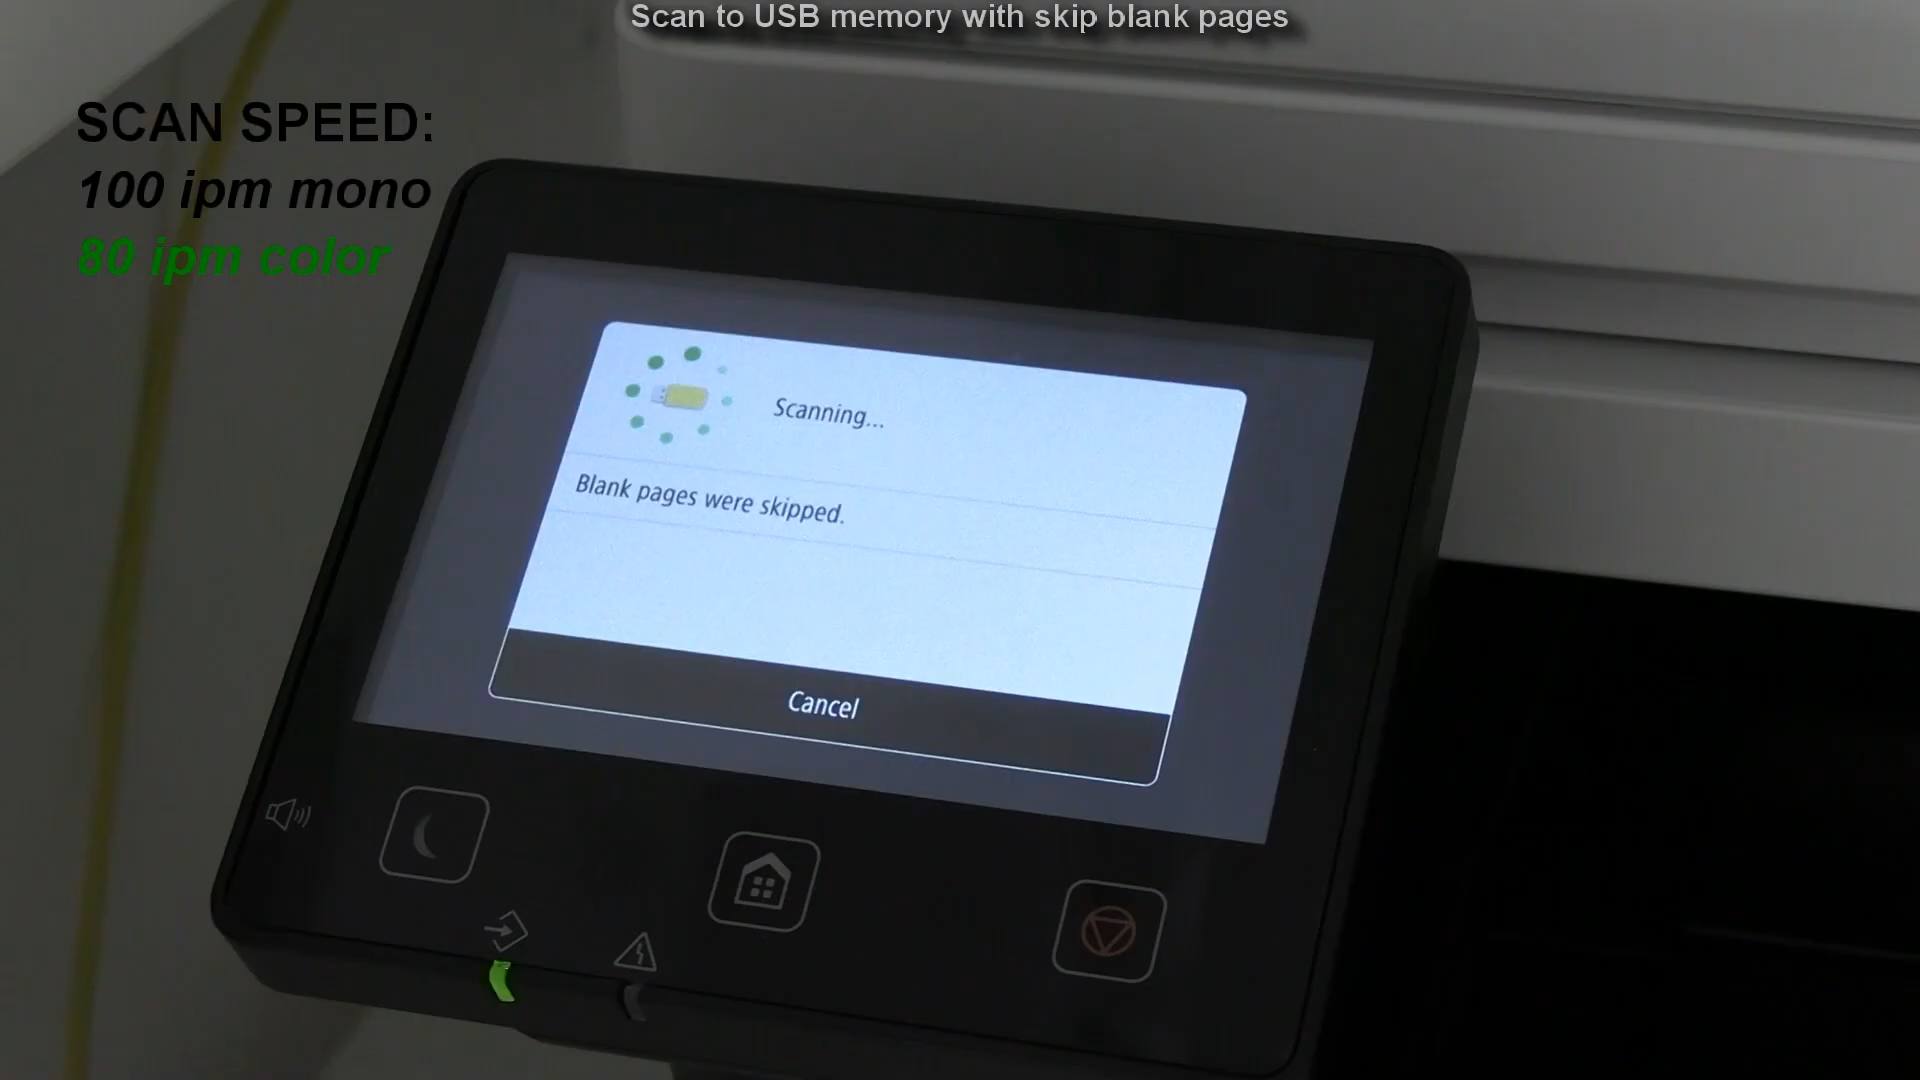 Scan to USB memory with skip blank pages
SCAN SPEED:
100 ipm mono
80 ipm color
Scanning...
Blank pages were skipped.
Cancel